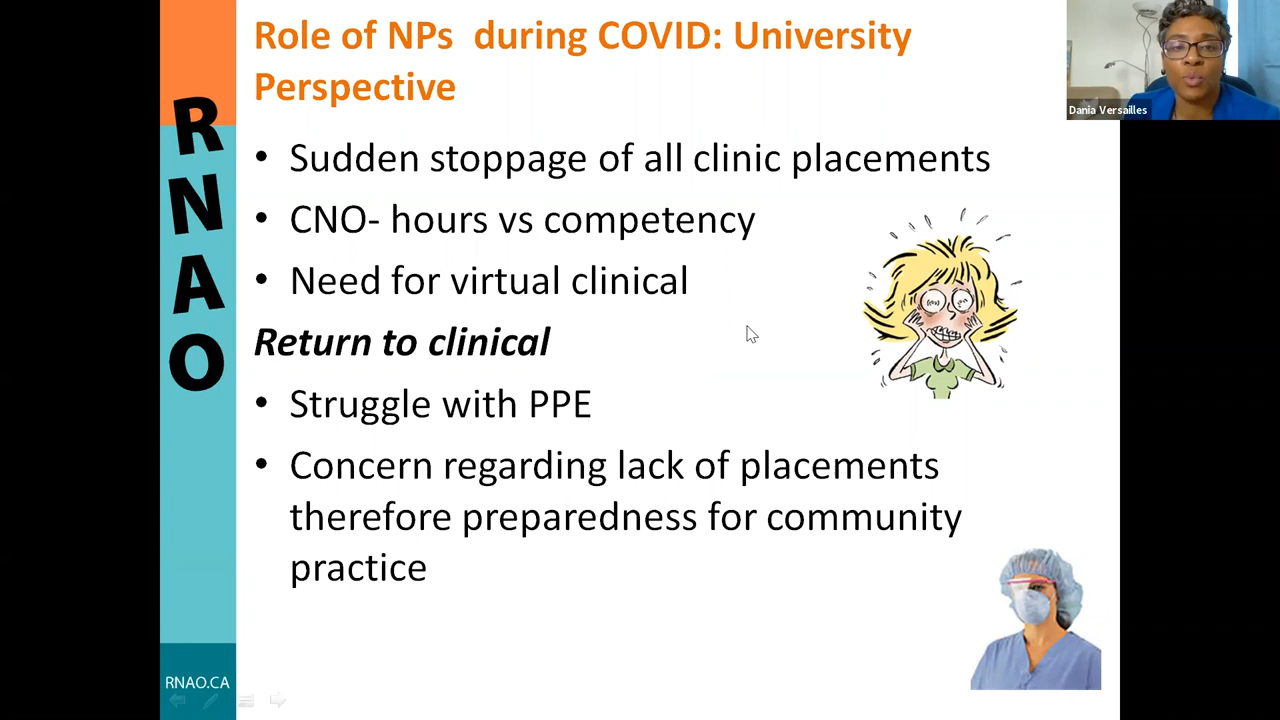 Role of NPs during COVID: University
Perspective
• Sudden stoppage of all clinic placements
• CNO- hours vs competency
• Need for virtual clinical
Return to clinical
• Struggle with PPE
• Concern regarding lack of placements
therefore preparedness for community
practice
RNAO
RNAO.CA
Dania Versailles